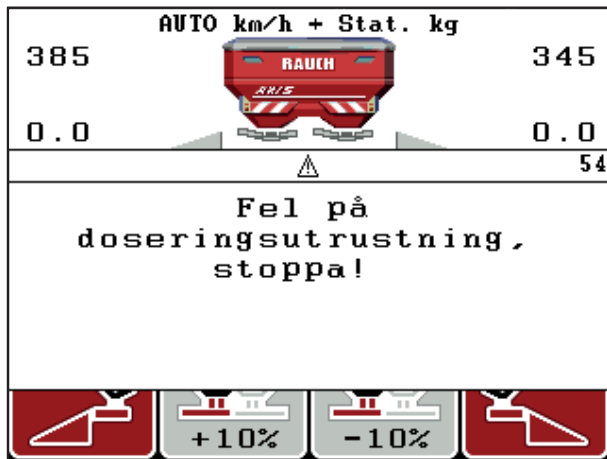 AUTO km/h + Stat. kg
385
345
RAUCH
AXIS
0.0
0.0
54
Fel på
doseringsutrustning,
stoppa!
+10%
-10%